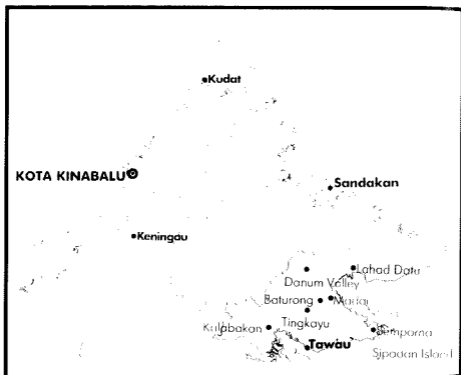 Kudat
KOTA KINABALU
Sandakan
Keningau
Lahad Datu
Danum Valley
Baturong
Madai
Tingkayu
Kalabakan
Semporna
Tawau
Sipadan Island